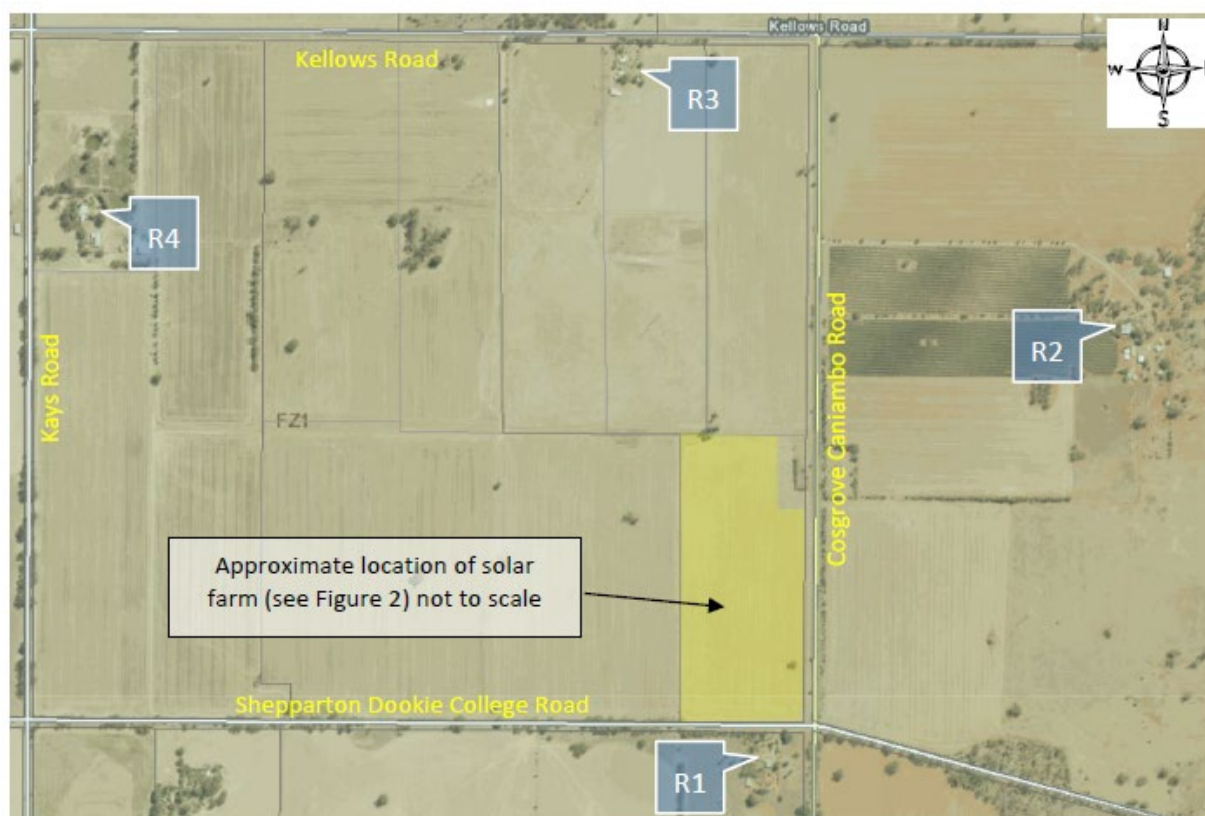 Kellows Road
Kellows Road
N
W
S
R3
R4
R2
Kays Road
Cosgrove Caniambo Road
FZ1
Approximate location of solar
farm (see Figure 2) not to scale
Shepparton Dookie College Road
R1